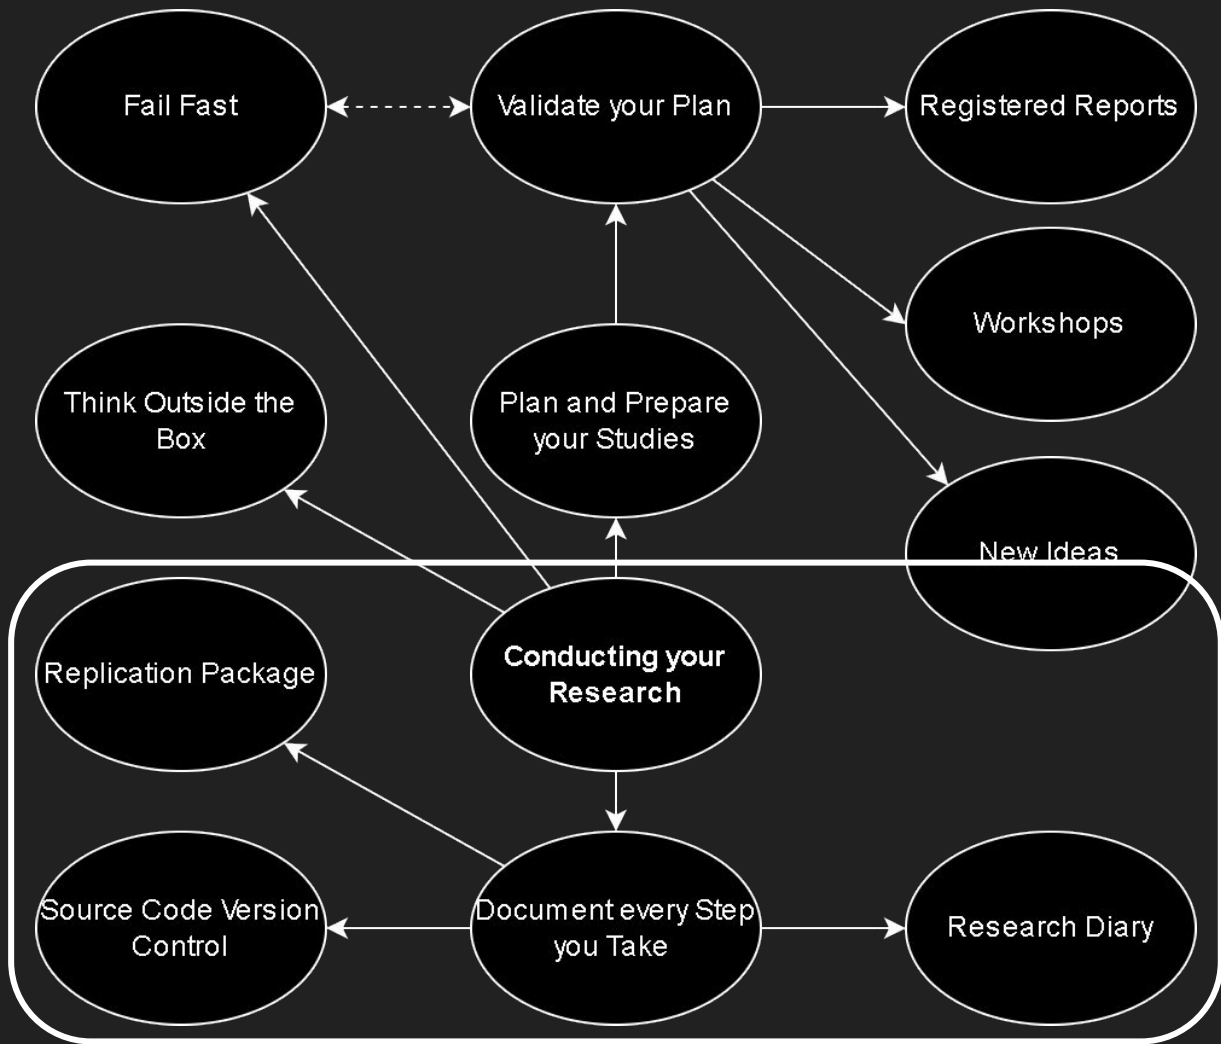 Fail Fast
Validate your Plan
Registered Reports
Workshops
Think Outside the
Box
Plan and Prepare
your Studies
New Ideas
Replication Package
Conducting your
Research
Source Code Version
Control
Document every Step
you Take
Research Diary